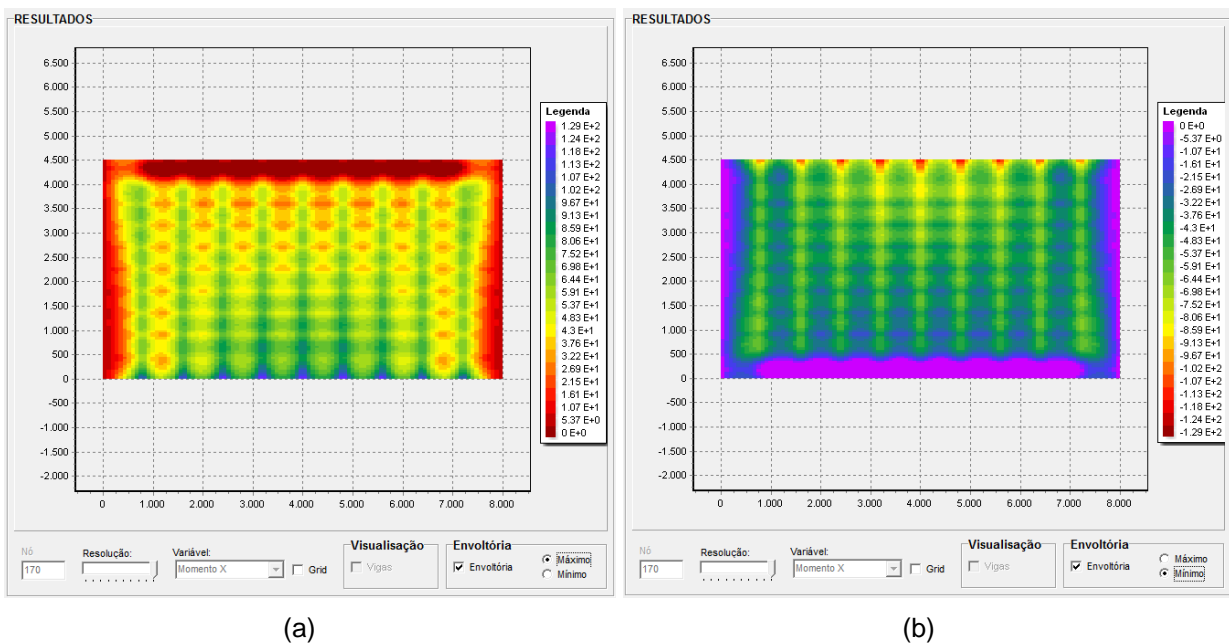 RESULTADOS
6.500
6.000
5.500
5.000
4.500
4.000
3.500
3.000
2.500
2.000
1.500
1.000
500
0
-500
-1.000
-1.500
-2.000
0 1.000 2.000 3.000 4.000 5.000 6.000 7.000 8.000
Legenda
1.29 E+2
1.24 E+2
1.18 E+2
1.13 E+2
1.07 E+2
1.02 E+2
9.67 E+1
9.13 E+1
8.59 E+1
8.06 E+1
7.52 E+1
6.98 E+1
6.44 E+1
5.91 E+1
5.37 E+1
4.83 E+1
4.3 E+1
3.76 E+1
3.22 E+1
2.69 E+1
2.15 E+1
1.61 E+1
1.07 E+1
5.37 E+0
0 E+0
Nó
170
Resolução:
Variável:
Momento X
Grid
Visualisação
Vigas
Envoltória
Envoltória
Máximo
Mínimo
(a)
RESULTADOS
6.500
6.000
5.500
5.000
4.500
4.000
3.500
3.000
2.500
2.000
1.500
1.000
500
0
-500
-1.000
-1.500
-2.000
0 1.000 2.000 3.000 4.000 5.000 6.000 7.000 8.000
Legenda
0 E+0
-5.37 E+0
-1.07 E+1
-1.61 E+1
-2.15 E+1
-2.69 E+1
-3.22 E+1
-3.76 E+1
-4.3 E+1
-4.83 E+1
-5.37 E+1
-5.91 E+1
-6.44 E+1
-6.98 E+1
-7.52 E+1
-8.06 E+1
-8.59 E+1
-9.13 E+1
-9.67 E+1
-1.02 E+2
-1.07 E+2
-1.13 E+2
-1.18 E+2
-1.24 E+2
-1.29 E+2
Nó
170
Resolução:
Variável:
Momento X
Grid
Visualisação
Vigas
Envoltória
Envoltória
Máximo
Mínimo
(b)